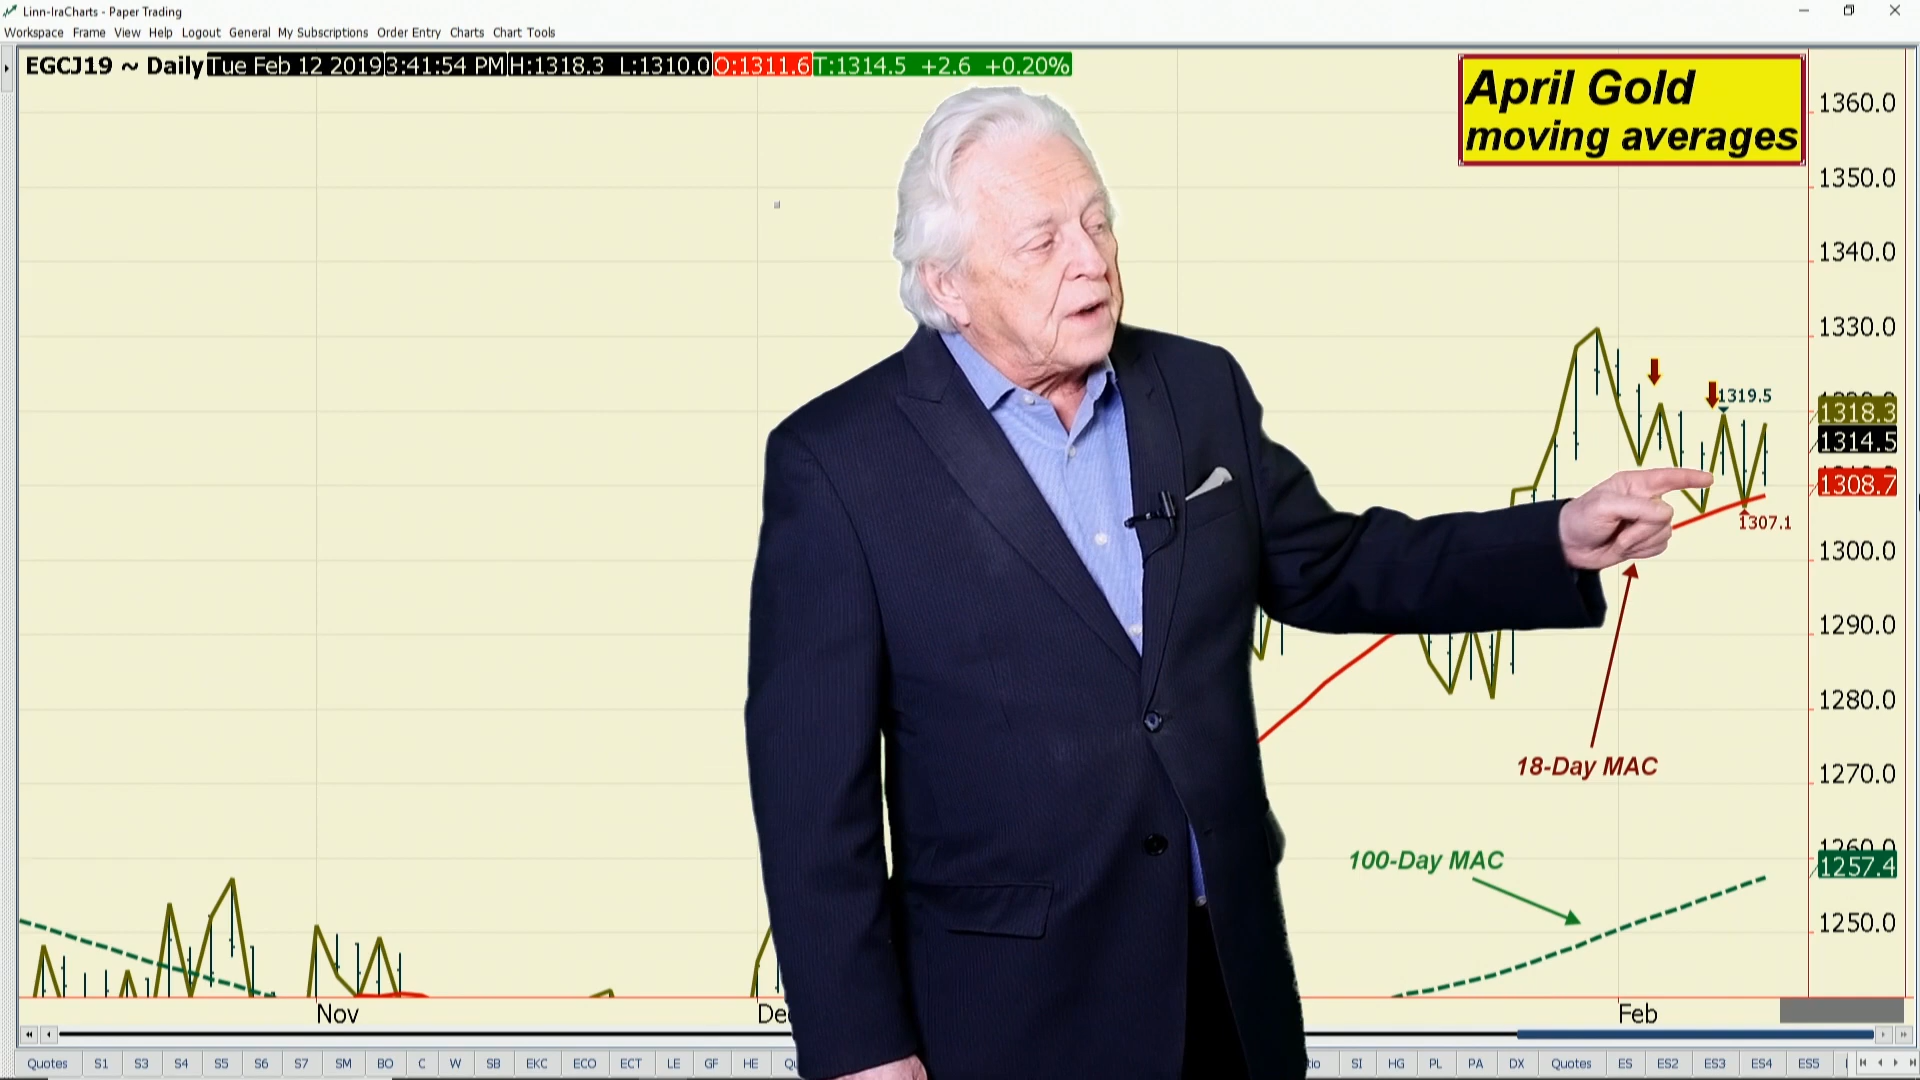 Linn-IraCharts - Paper Trading
Workspace Frame View Help Logout General My Subscriptions Order Entry Charts Chart Tools
EGCJ19 ~ Daily Tue Feb 12 2019 3:41:54 PM H:1318.3 L:1310.0 O:1311.6 T:1314.5 +2.6 +0.20%
April Gold
moving averages
1360.0
1350.0
1340.0
1330.0
1319.5
1318.3
1314.5
1308.7
1307.1
1300.0
1290.0
1280.0
18-Day MAC
1270.0
100-Day MAC
1260.0
1257.4
1250.0
Nov
Feb
Quotes S1 S3 S4 S5 S6 S7 SM BO C W SB EKC ECO ECT LE GF HE SI HG PL PA DX Quotes ES ES2 ES3 ES4 ES5